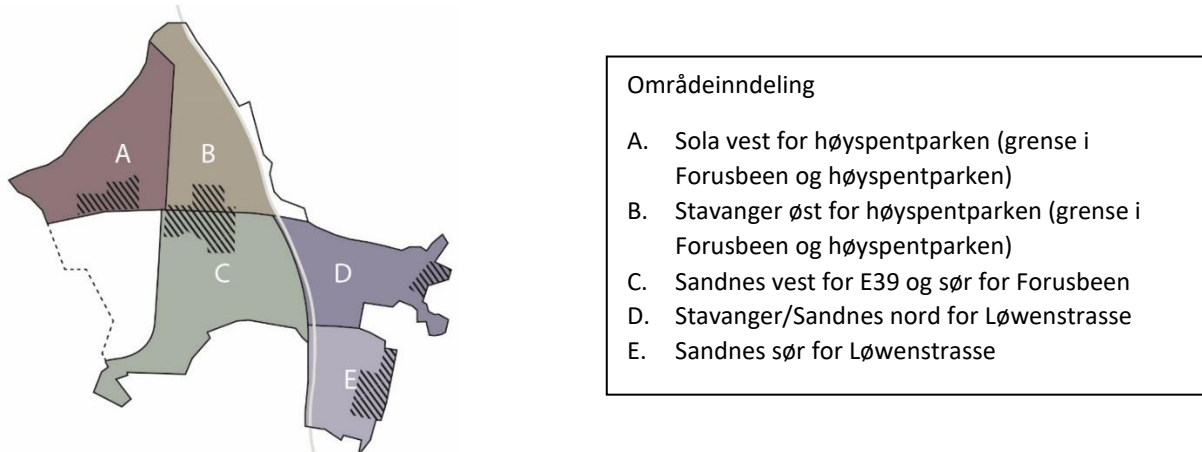 A
B
C
D
E
Områdeinndeling
A. Sola vest for høyspentparken (grense i
Forusbeen og høyspentparken)
B. Stavanger øst for høyspentparken (grense i
Forusbeen og høyspentparken)
C. Sandnes vest for E39 og sør for Forusbeen
D. Stavanger/Sandnes nord for Løwenstrasse
E. Sandnes sør for Løwenstrasse